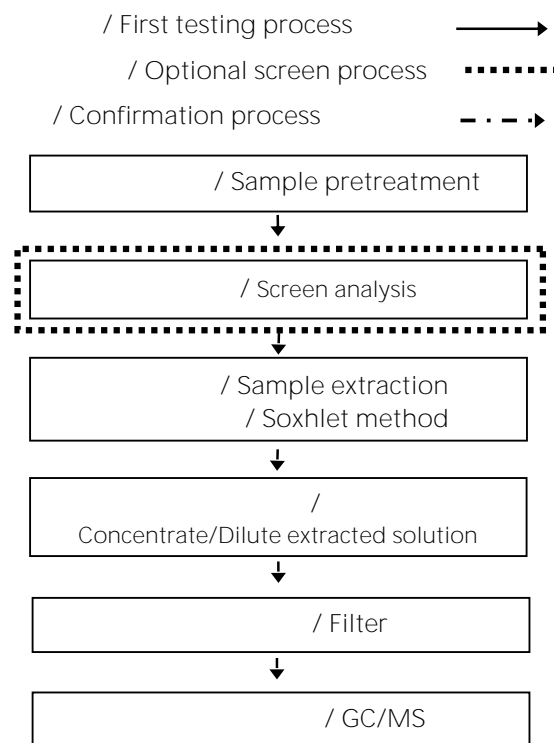 / First testing process
/ Optional screen process
/ Confirmation process
/ Sample pretreatment
/ Screen analysis
/ Sample extraction
/ Soxhlet method
/
Concentrate/Dilute extracted solution
/ Filter
/ GC/MS